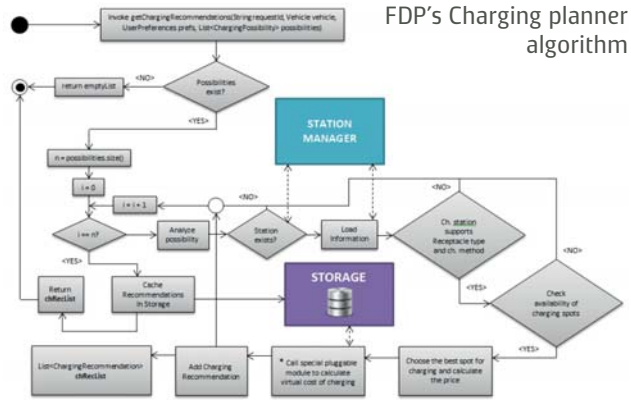 FDP's Charging planner
algorithm
Invoke getChargingRecommendations(String requestId, Vehicle vehicle,
UserPreferences prefs, List<ChargingPossibility> possibilities)
Possibilities
exist?
<NO>
return emptyList
<YES>
n = possibilities.size()
i = 0
i = i + 1
i == n?
Analyze
possibility
Station
exists?
<NO>
STATION
MANAGER
Load
Information
<NO>
Ch. station
supports
Receptacle type
and ch. method
<NO>
<YES>
Check
availability of
charging spots
<YES>
<YES>
Return
chRecList
Cache
Recommendations
in Storage
STORAGE
List<ChargingRecommendation>
chRecList
Add Charging
Recommendation
* Call special pluggable
module to calculate
virtual cost of charging
Choose the best spot for
charging and calculate
the price